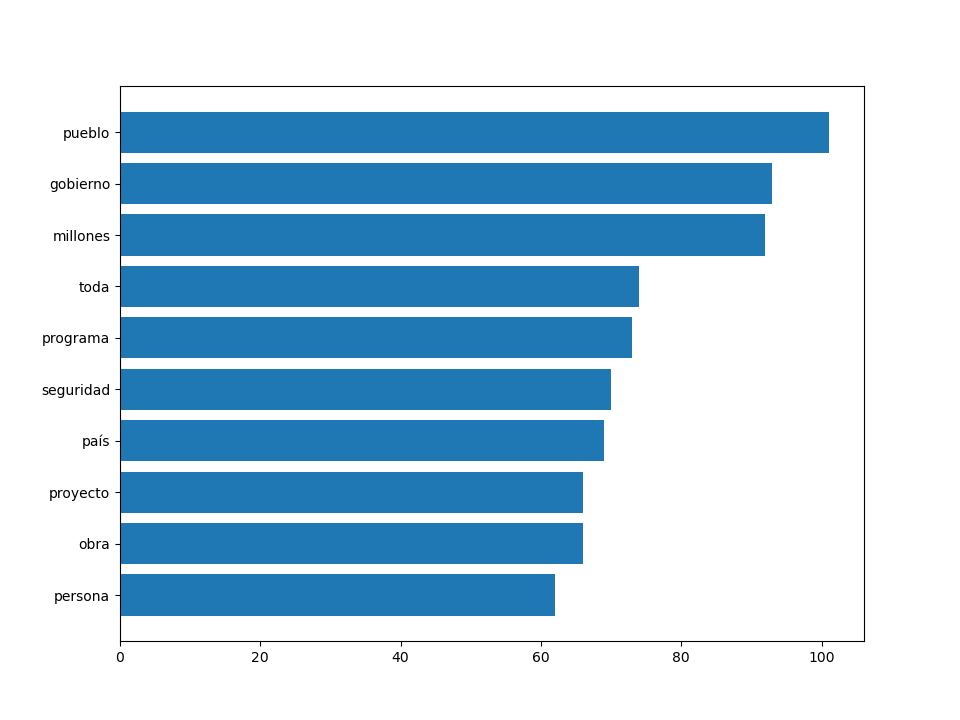 pueblo
gobierno
millones
toda
programa
seguridad
país
proyecto
obra
persona
0 20 40 60 80 100